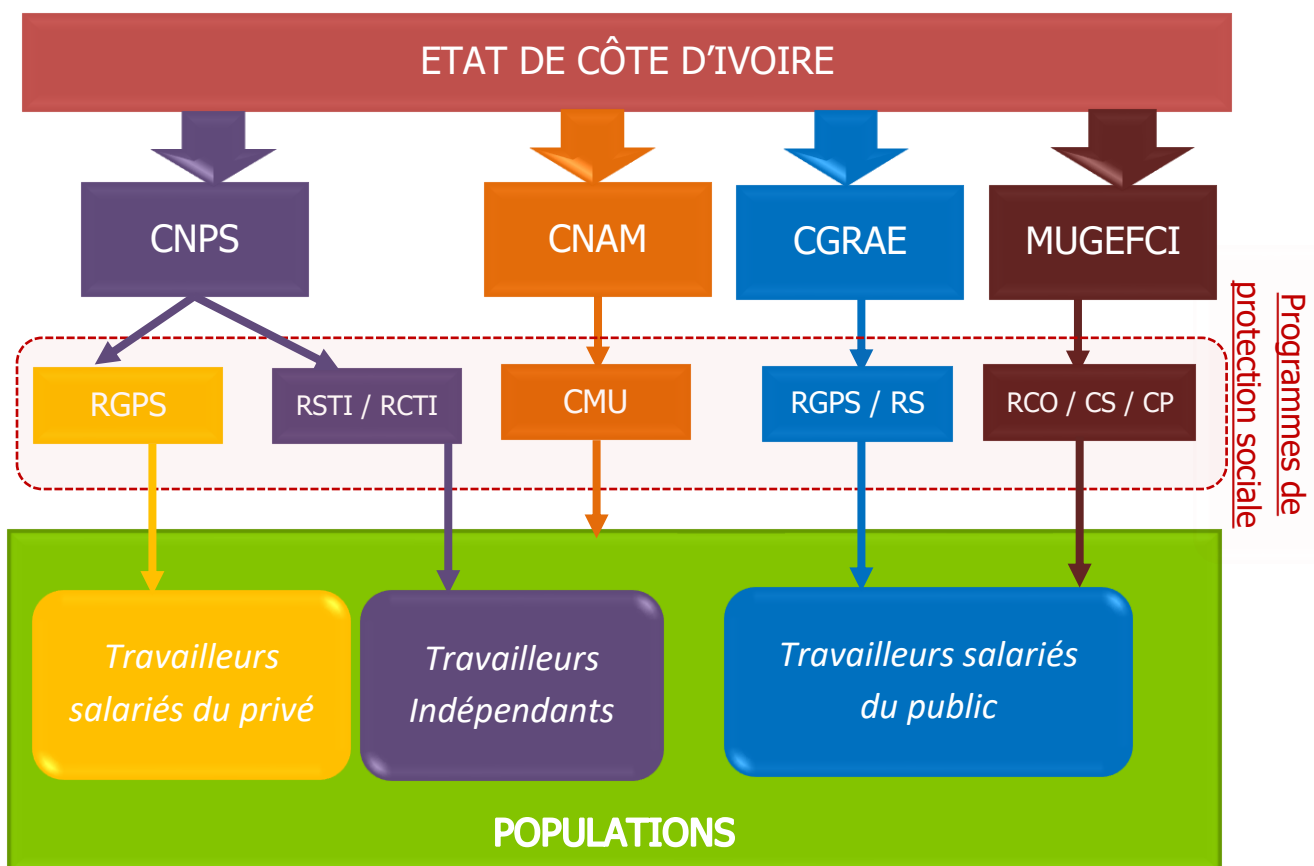 ETAT DE CÔTE D'IVOIRE
CNPS
CNAM
CGRAE
MUGEFCI
Programmes de
protection sociale
RGPS
RSTI / RCTI
CMU
RGPS / RS
RCO / CS / CP
Travailleurs
salariés du privé
Travailleurs
Indépendants
Travailleurs salariés
du public
POPULATIONS